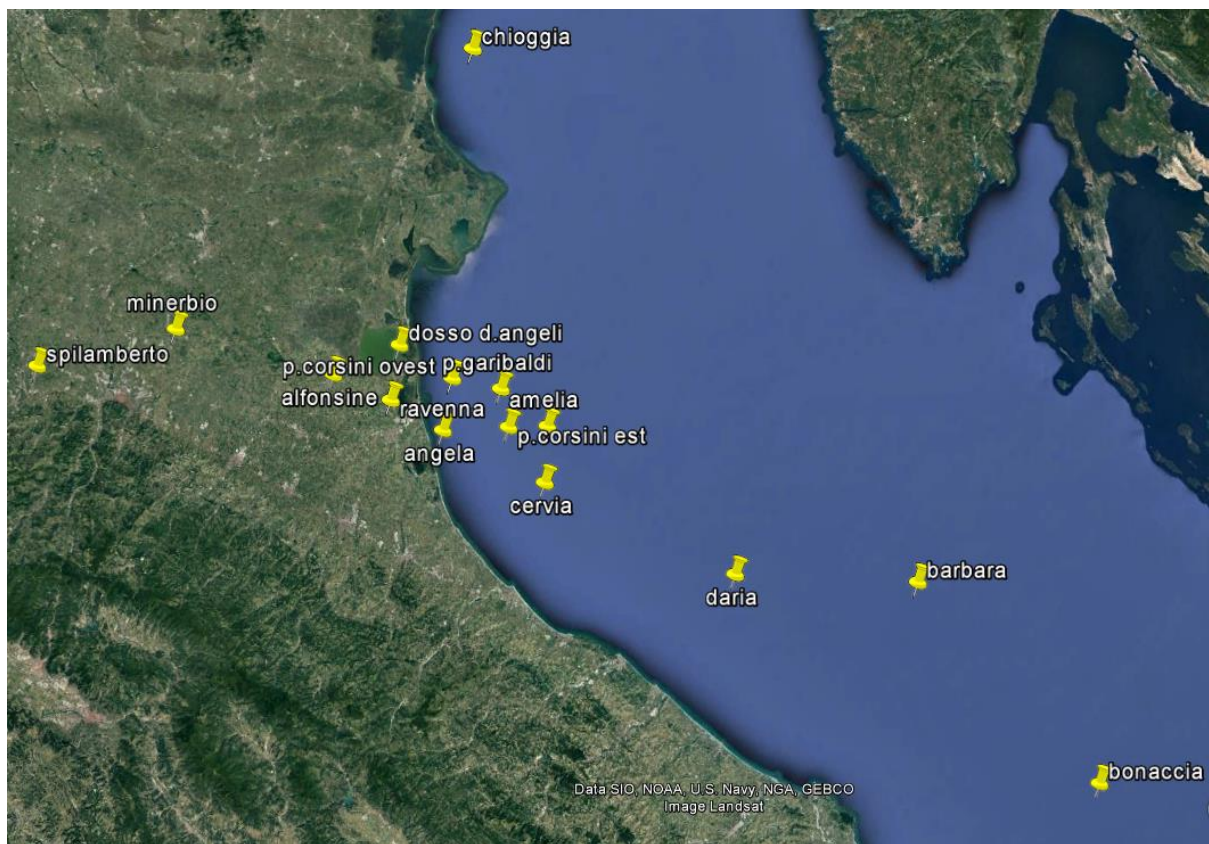 chioggia
minerbio
spilamberto
dosso d.angeli
p.corsini ovest
p.garibaldi
alfonsine
ravenna
amelia
angela
p.corsini est
cervia
daria
barbara
bonaccia
Data SIO, NOAA, U.S. Navy, NGA, GEBCO
Image Landsat